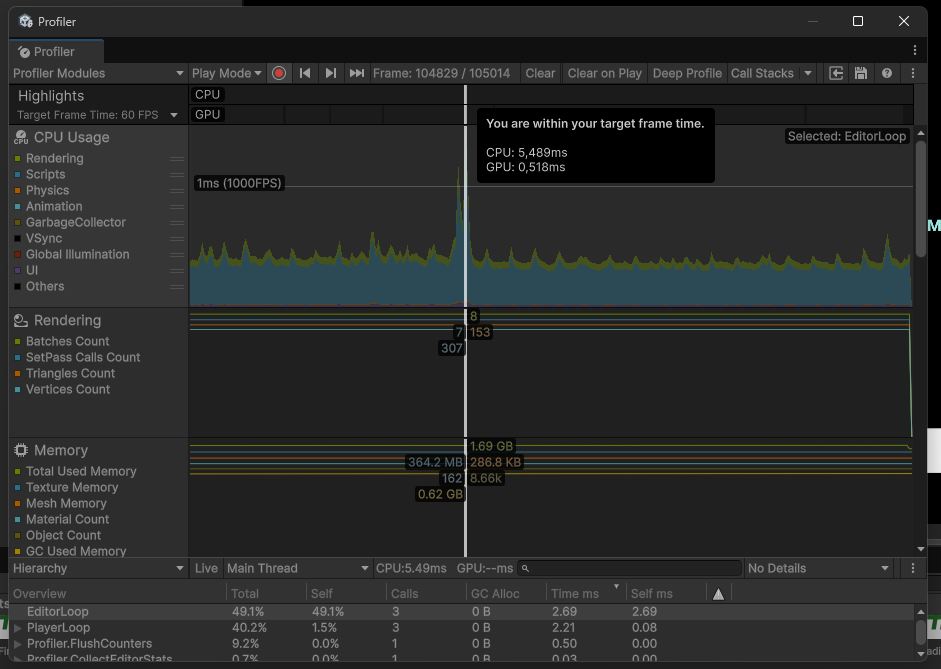 Profiler
Profiler
Profiler Modules
Play Mode
Frame: 104829 / 105014
Clear
Clear on Play
Deep Profile
Call Stacks
Highlights
Target Frame Time: 60 FPS
CPU
GPU
You are within your target frame time.
CPU: 5,489ms
GPU: 0,518ms
Selected: EditorLoop
1ms (1000FPS)
CPU Usage
Rendering
Scripts
Physics
Animation
GarbageCollector
VSync
Global Illumination
UI
Others
Rendering
Batches Count
SetPass Calls Count
Triangles Count
Vertices Count
8
7 153
307
Memory
Total Used Memory
Texture Memory
Mesh Memory
Material Count
Object Count
GC Used Memory
1.69 GB
364.2 MB 286.8 KB
162 8.66k
0.62 GB
Hierarchy Live Main Thread CPU:5.49ms GPU:--ms No Details
Overview Total Self Calls GC Alloc Time ms Self ms
EditorLoop 49.1% 49.1% 3 0 B 2.69 2.69
PlayerLoop 40.2% 1.5% 3 0 B 2.21 0.08
Profiler.FlushCounters 9.2% 0.0% 1 0 B 0.50 0.00
Profiler.CollectEditorStats 0.7% 0.0% 1 0 B 0.03 0.00